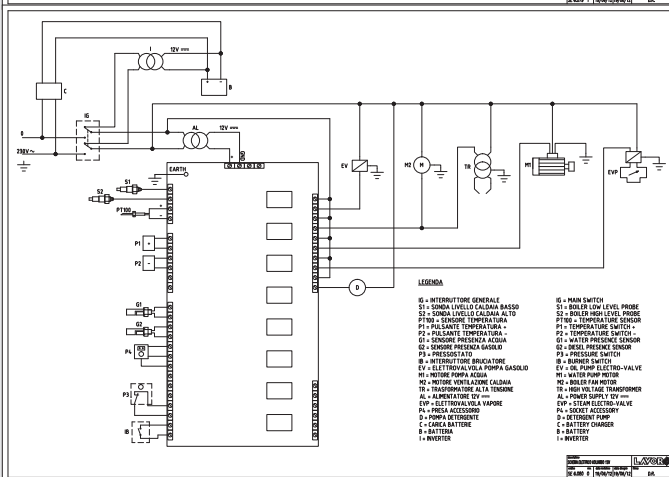 I
12V
+ -
B
C
IG
0
230V~
AL
12V
+
GND
EARTH
S1
S2
PT100
+
-
P1
+
P2
-
G1
G2
P4
P3
IB
EV
M2
M
TR
M1
EVP
D
LEGENDA
IG = INTERRUTTORE GENERALE
S1 = SONDA LIVELLO CALDAIA BASSO
S2 = SONDA LIVELLO CALDAIA ALTO
PT100 = SENSORE TEMPERATURA
P1 = PULSANTE TEMPERATURA +
P2 = PULSANTE TEMPERATURA -
G1 = SENSORE PRESENZA ACQUA
G2 = SENSORE PRESENZA GASOLIO
P3 = PRESSOSTATO
IB = INTERRUTTORE BRUCIATORE
EV = ELETTROVALVOLA POMPA GASOLIO
M1 = MOTORE POMPA ACQUA
M2 = MOTORE VENTILAZIONE CALDAIA
TR = TRASFORMATORE ALTA TENSIONE
AL = ALIMENTATORE 12V
EVP = ELETTROVALVOLA VAPORE
P4 = PRESA ACCESSORIO
D = POMPA DETERGENTE
C = CARICA BATTERIE
B = BATTERIA
I = INVERTER
IG = MAIN SWITCH
S1 = BOILER LOW LEVEL PROBE
S2 = BOILER HIGH LEVEL PROBE
PT100 = TEMPERATURE SENSOR
P1 = TEMPERATURE SWITCH +
P2 = TEMPERATURE SWITCH -
G1 = WATER PRESENCE SENSOR
G2 = DIESEL PRESENCE SENSOR
P3 = PRESSURE SWITCH
IB = BURNER SWITCH
EV = OIL PUMP ELECTRO-VALVE
M1 = WATER PUMP MOTOR
M2 = BOILER FAN MOTOR
TR = HIGH VOLTAGE TRANSFORMER
AL = POWER SUPPLY 12V
EVP = STEAM ELECTRO-VALVE
P4 = SOCKET ACCESSORY
D = DETERGENT PUMP
C = BATTERY CHARGER
B = BATTERY
I = INVERTER
LAVOR
19/06/12
19/06/12
D.R.